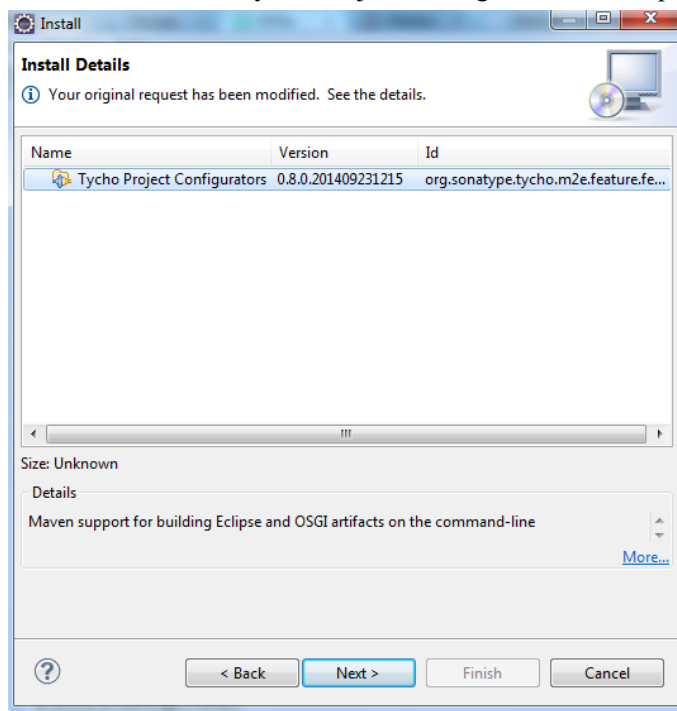 Install
Install Details
Your original request has been modified. See the details.
Name Version Id
Tycho Project Configurators 0.8.0.201409231215 org.sonatype.tycho.m2e.feature.fe...
Size: Unknown
Details
Maven support for building Eclipse and OSGI artifacts on the command-line
More...
< Back Next > Finish Cancel